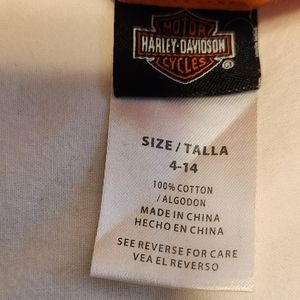 MOTOR
HARLEY-DAVIDSON
CYCLES
®
SIZE / TALLA
4-14
100% COTTON
/ ALGODON
MADE IN CHINA
HECHO EN CHINA
SEE REVERSE FOR CARE
VEA EL REVERSO